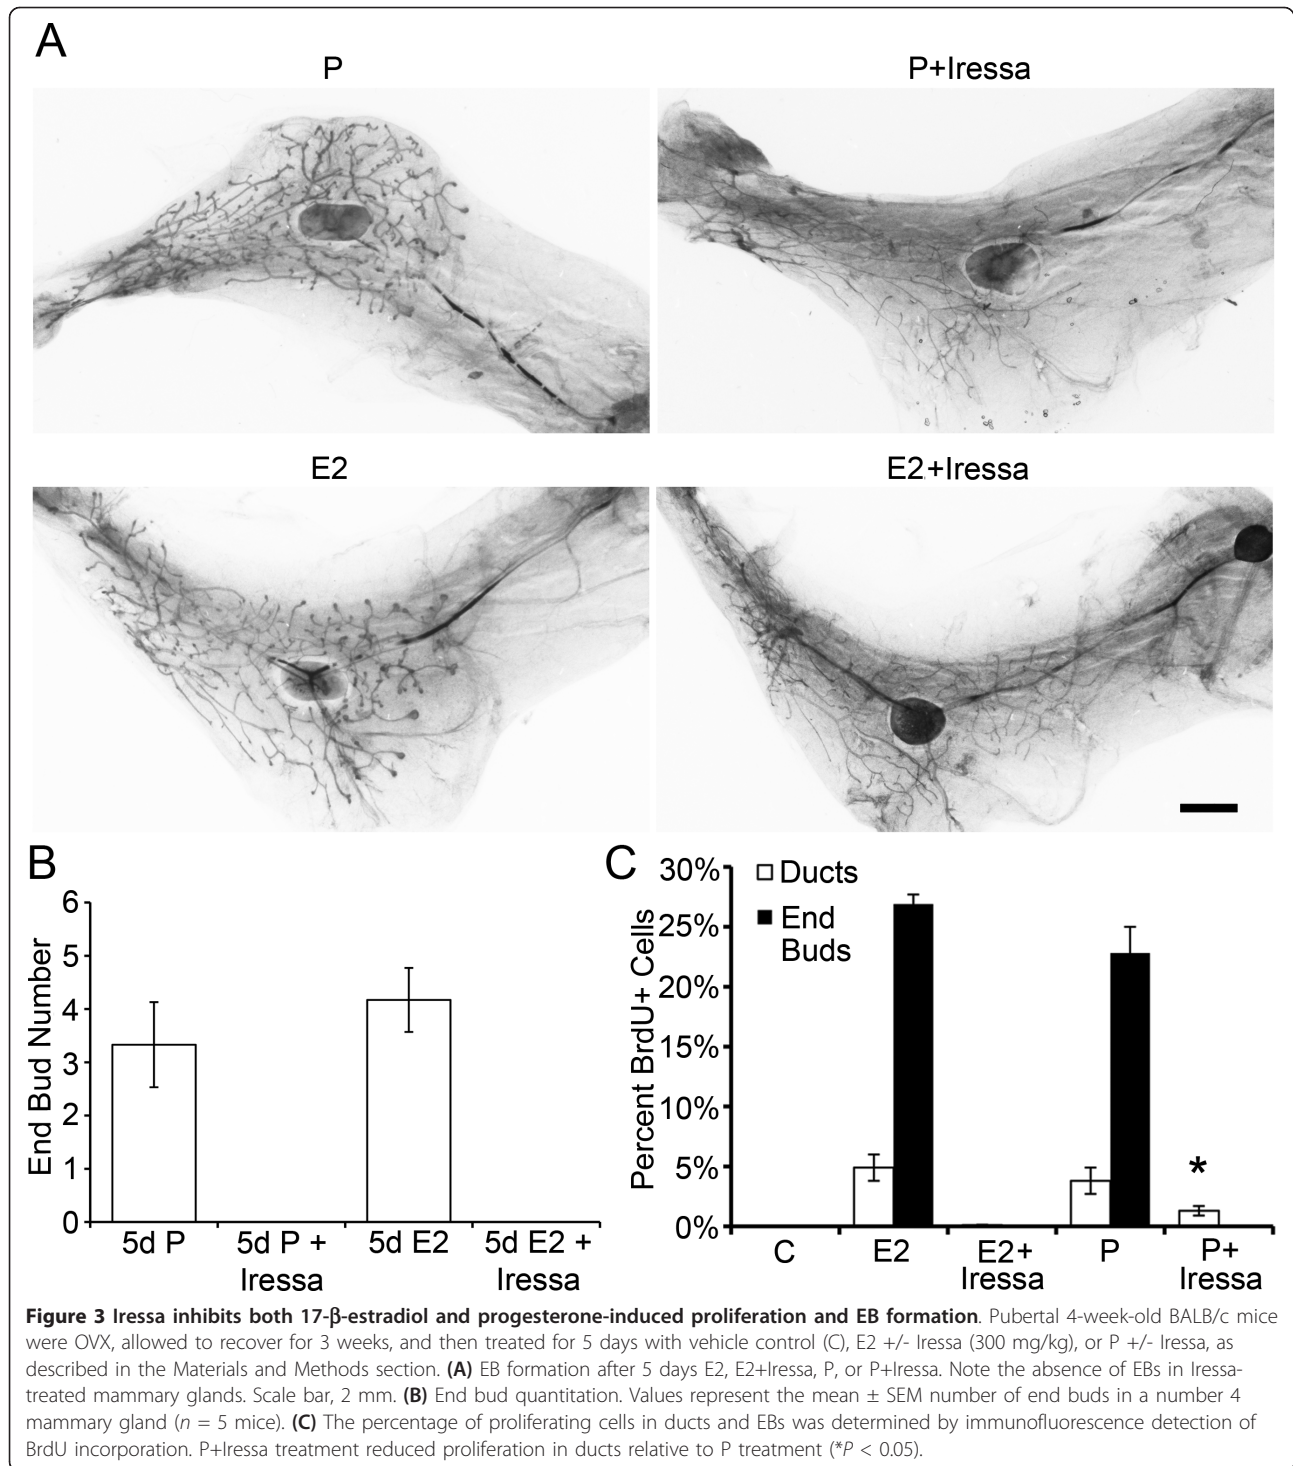 A
P
P+Iressa
E2
E2+Iressa
B
End Bud Number
6
5
4
3
2
1
0
5d P
5d P +
Iressa
5d E2
5d E2 +
Iressa
C
Percent BrdU+ Cells
30%
25%
20%
15%
10%
5%
0%
Ducts
End
Buds
*
C
E2
E2+
Iressa
P
P+
Iressa
Figure 3 Iressa inhibits both 17-β-estradiol and progesterone-induced proliferation and EB formation. Pubertal 4-week-old BALB/c mice
were OVX, allowed to recover for 3 weeks, and then treated for 5 days with vehicle control (C), E2 +/- Iressa (300 mg/kg), or P +/- Iressa, as
described in the Materials and Methods section. (A) EB formation after 5 days E2, E2+Iressa, P, or P+Iressa. Note the absence of EBs in Iressa-
treated mammary glands. Scale bar, 2 mm. (B) End bud quantitation. Values represent the mean ± SEM number of end buds in a number 4
mammary gland (n = 5 mice). (C) The percentage of proliferating cells in ducts and EBs was determined by immunofluorescence detection of
BrdU incorporation. P+Iressa treatment reduced proliferation in ducts relative to P treatment (*P < 0.05).